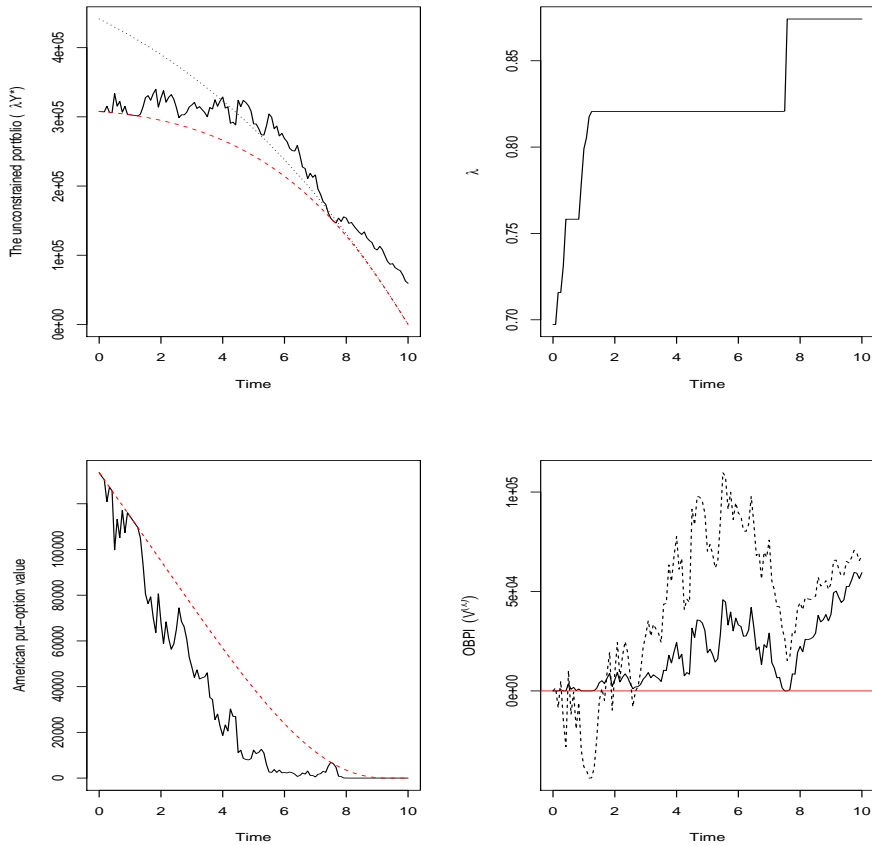 The unconstrained portfolio ( λY*)
0e+00 1e+05 2e+05 3e+05 4e+05
0 2 4 6 8 10
Time
λ
0.70 0.75 0.80 0.85
0 2 4 6 8 10
Time
American put−option value
0 20000 40000 60000 80000 100000
0 2 4 6 8 10
Time
OBPI (V^(λ))
0e+00 5e+04 1e+05
0 2 4 6 8 10
Time